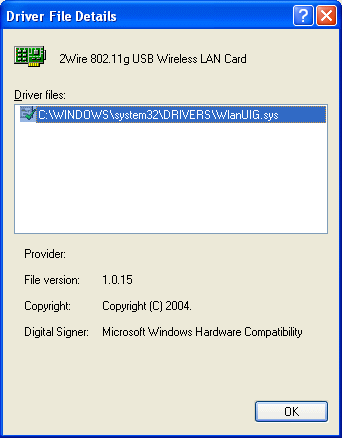 Driver File Details
2Wire 802.11g USB Wireless LAN Card
Driver files:
C:\WINDOWS\system32\DRIVERS\WlanUIG.sys
Provider:
File version: 1.0.15
Copyright: Copyright (C) 2004.
Digital Signer: Microsoft Windows Hardware Compatibility
OK